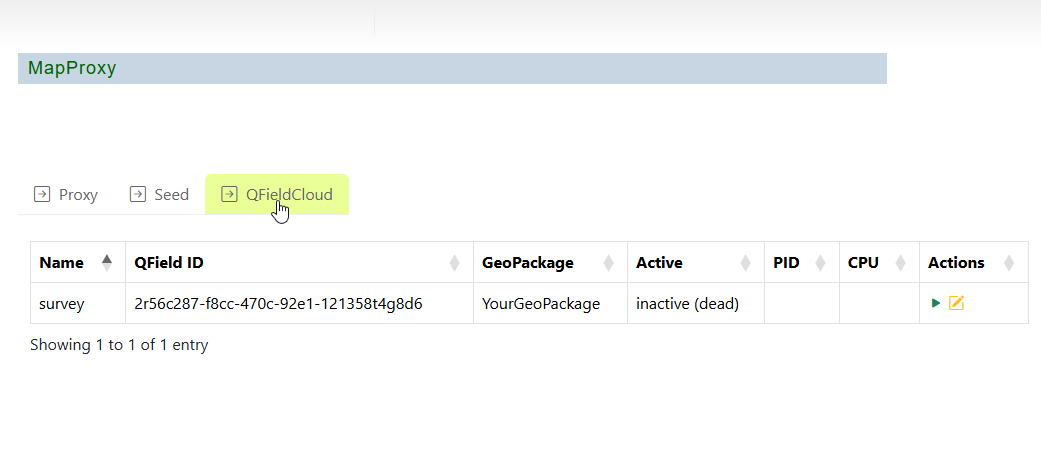 MapProxy
Proxy Seed QFieldCloud
Name QField ID GeoPackage Active PID CPU Actions
survey 2r56c287-f8cc-470c-92e1-121358t4g8d6 YourGeoPackage inactive (dead)
Showing 1 to 1 of 1 entry